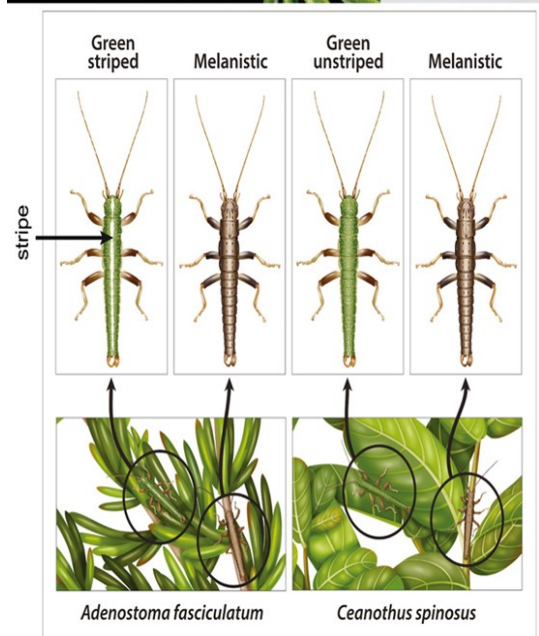 Green
striped
Melanistic
Green
unstriped
Melanistic
stripe
Adenostoma fasciculatum
Ceanothus spinosus